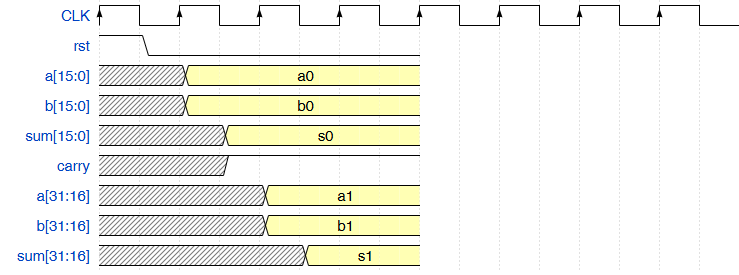 CLK
rst
a[15:0] a0
b[15:0] b0
sum[15:0] s0
carry
a[31:16] a1
b[31:16] b1
sum[31:16] s1